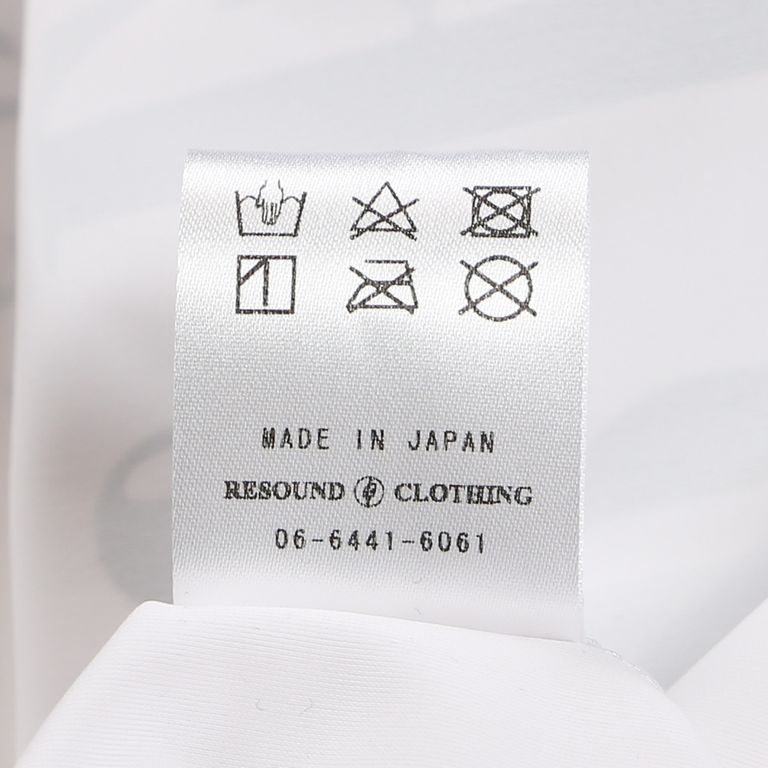 MADE IN JAPAN
RESOUND CLOTHING
06-6441-6061